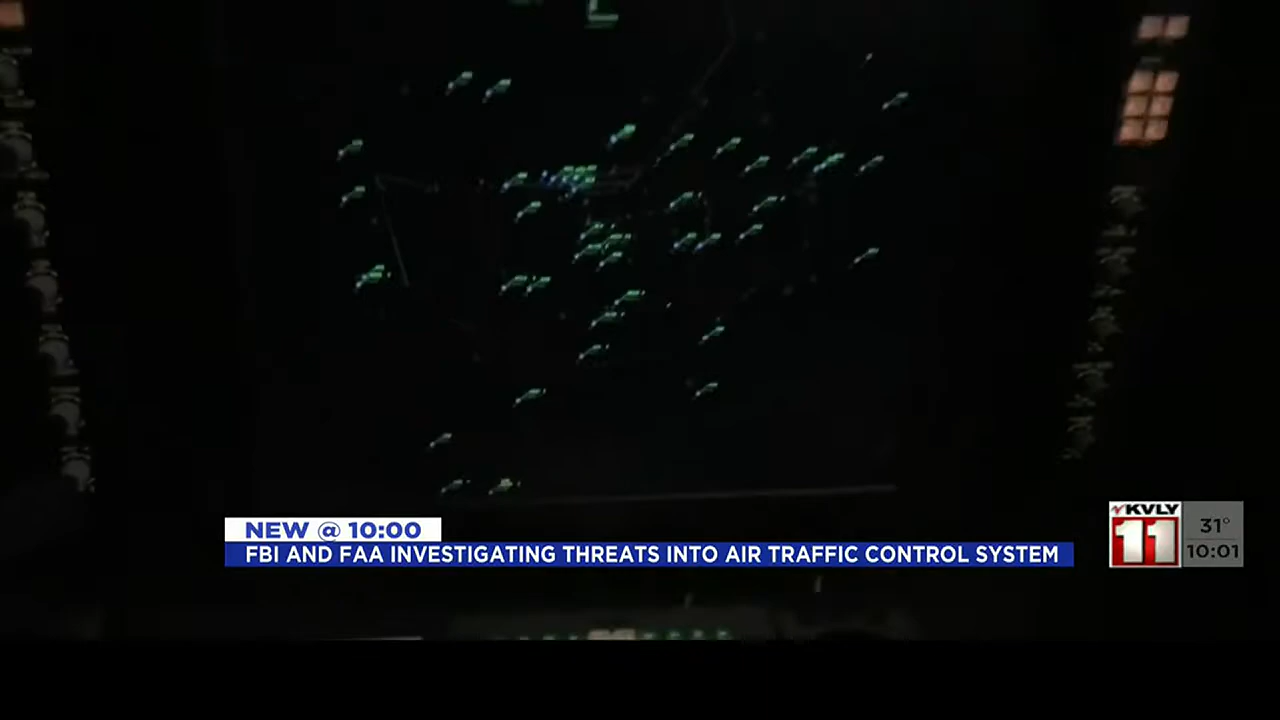 NEW @ 10:00
FBI AND FAA INVESTIGATING THREATS INTO AIR TRAFFIC CONTROL SYSTEM
KVLY
11
31°
10:01